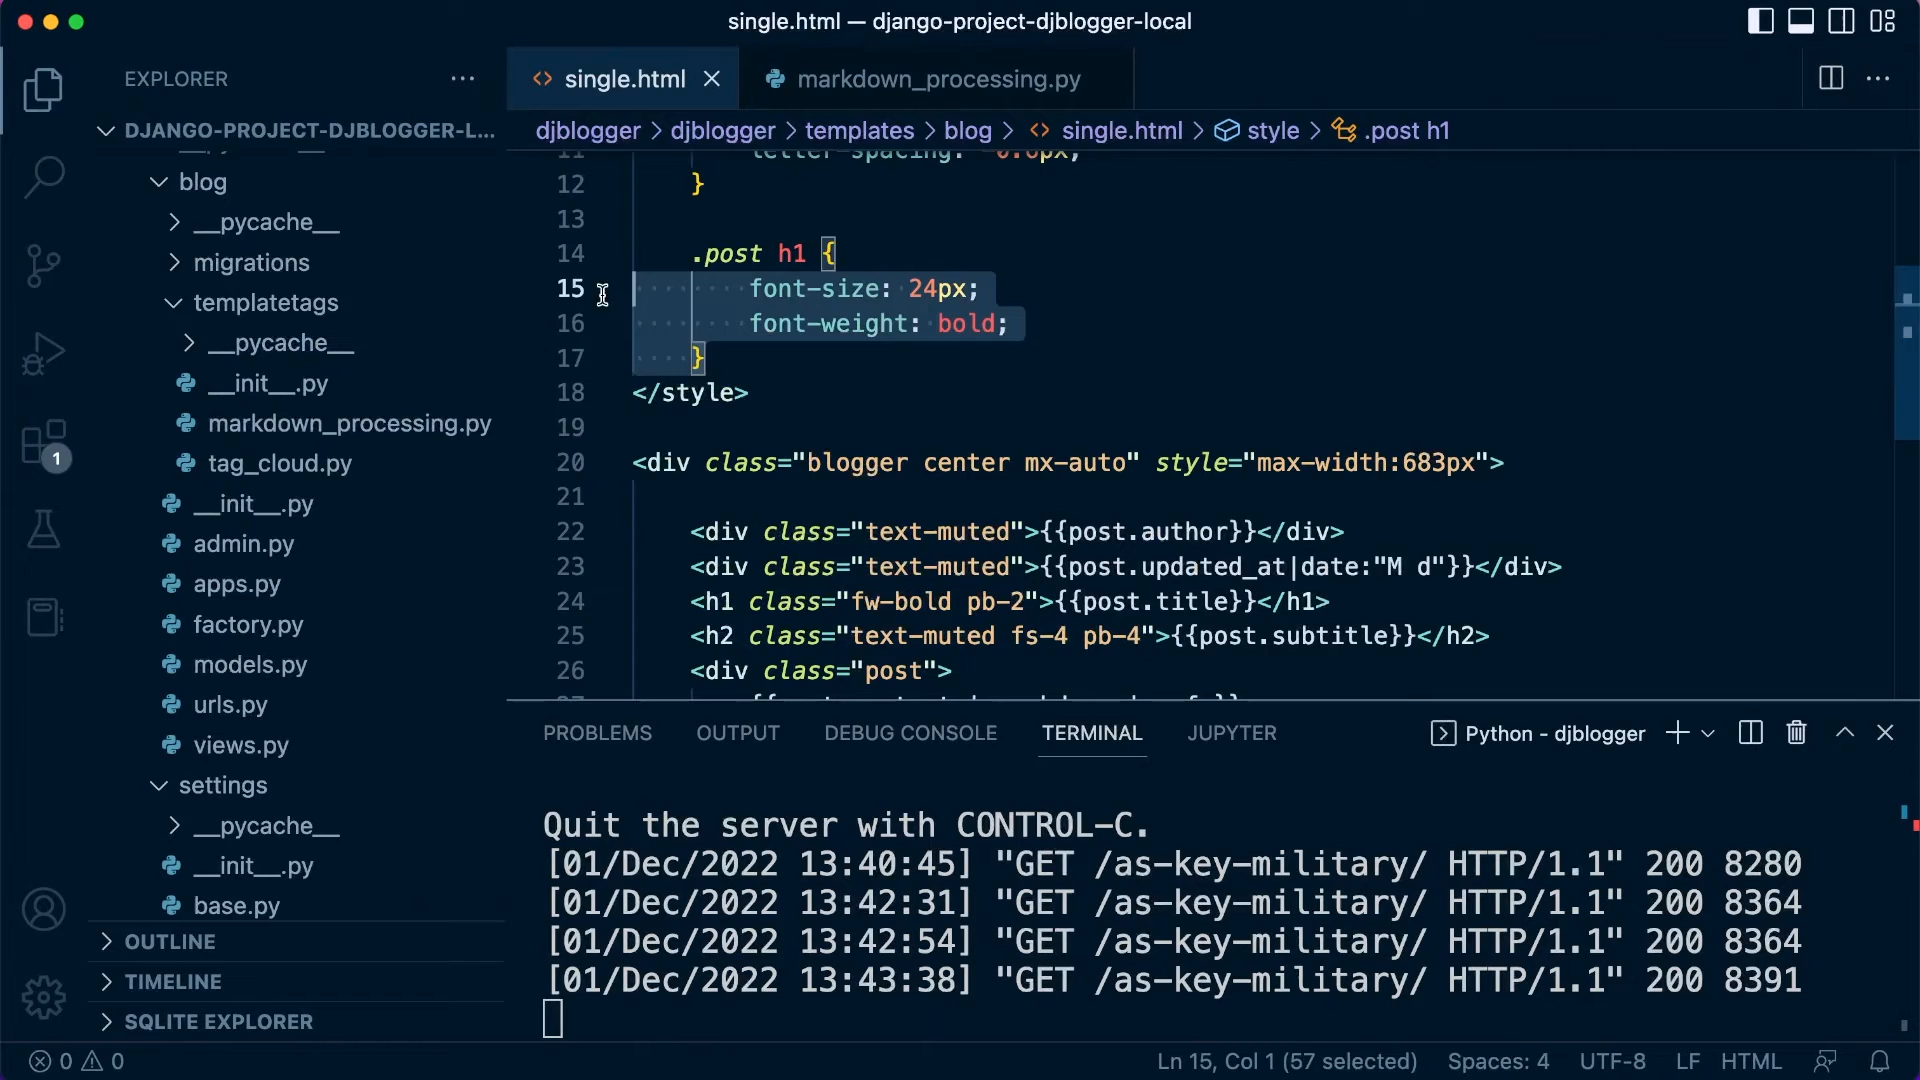 single.html — django-project-djblogger-local
EXPLORER
single.html
markdown_processing.py
DJANGO-PROJECT-DJBLOGGER-L...
djblogger > djblogger > templates > blog > single.html > style > .post h1
blog
__pycache__
migrations
templatetags
__pycache__
__init__.py
markdown_processing.py
tag_cloud.py
__init__.py
admin.py
apps.py
factory.py
models.py
urls.py
views.py
settings
__pycache__
__init__.py
base.py
OUTLINE
TIMELINE
SQLITE EXPLORER
1
11 letter-spacing: -0.6px;
12 }
13
14 .post h1 {
15 font-size: 24px;
16 font-weight: bold;
17 }
18 </style>
19
20 <div class="blogger center mx-auto" style="max-width:683px">
21
22 <div class="text-muted">{{post.author}}</div>
23 <div class="text-muted">{{post.updated_at|date:"M d"}}</div>
24 <h1 class="fw-bold pb-2">{{post.title}}</h1>
25 <h2 class="text-muted fs-4 pb-4">{{post.subtitle}}</h2>
26 <div class="post">
PROBLEMS OUTPUT DEBUG CONSOLE TERMINAL JUPYTER Python - djblogger
Quit the server with CONTROL-C.
[01/Dec/2022 13:40:45] "GET /as-key-military/ HTTP/1.1" 200 8280
[01/Dec/2022 13:42:31] "GET /as-key-military/ HTTP/1.1" 200 8364
[01/Dec/2022 13:42:54] "GET /as-key-military/ HTTP/1.1" 200 8364
[01/Dec/2022 13:43:38] "GET /as-key-military/ HTTP/1.1" 200 8391
0 0 Ln 15, Col 1 (57 selected) Spaces: 4 UTF-8 LF HTML